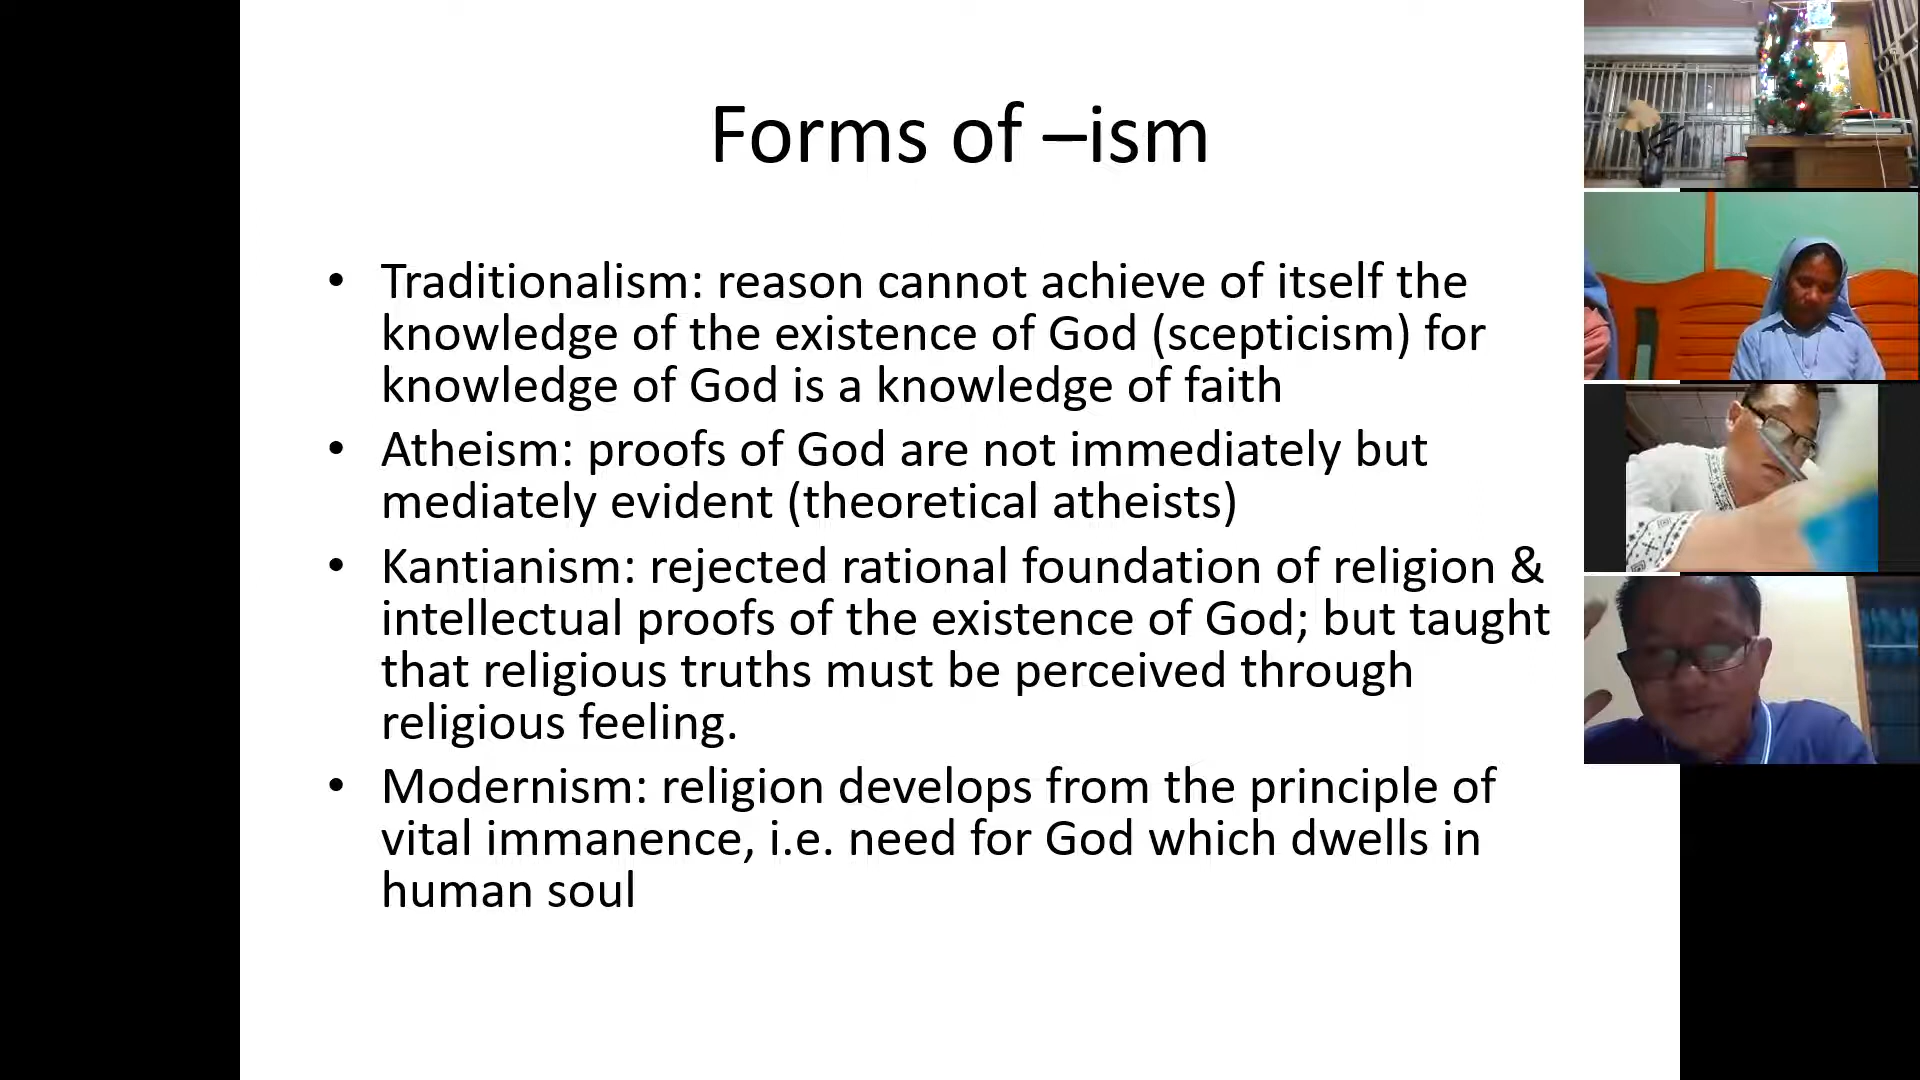 Forms of –ism
• Traditionalism: reason cannot achieve of itself the
knowledge of the existence of God (scepticism) for
knowledge of God is a knowledge of faith
• Atheism: proofs of God are not immediately but
mediately evident (theoretical atheists)
• Kantianism: rejected rational foundation of religion &
intellectual proofs of the existence of God; but taught
that religious truths must be perceived through
religious feeling.
• Modernism: religion develops from the principle of
vital immanence, i.e. need for God which dwells in
human soul